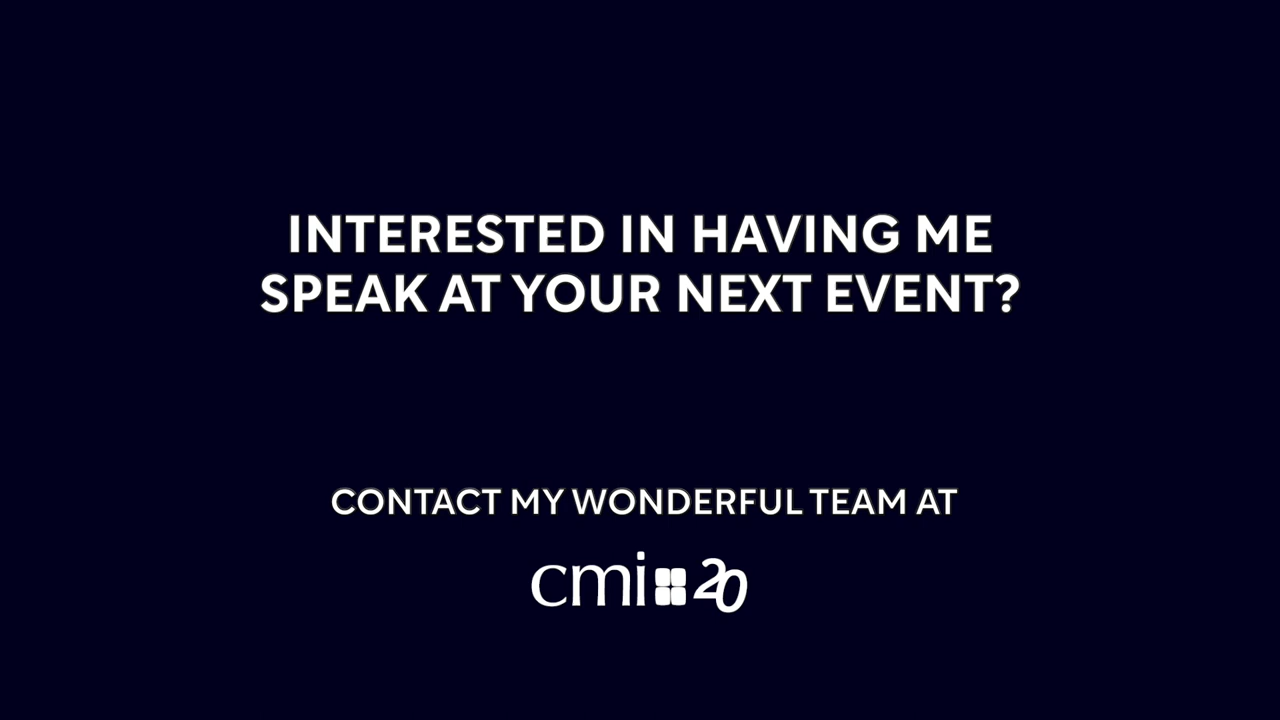 INTERESTED IN HAVING ME
SPEAK AT YOUR NEXT EVENT?
CONTACT MY WONDERFUL TEAM AT
cmi 20